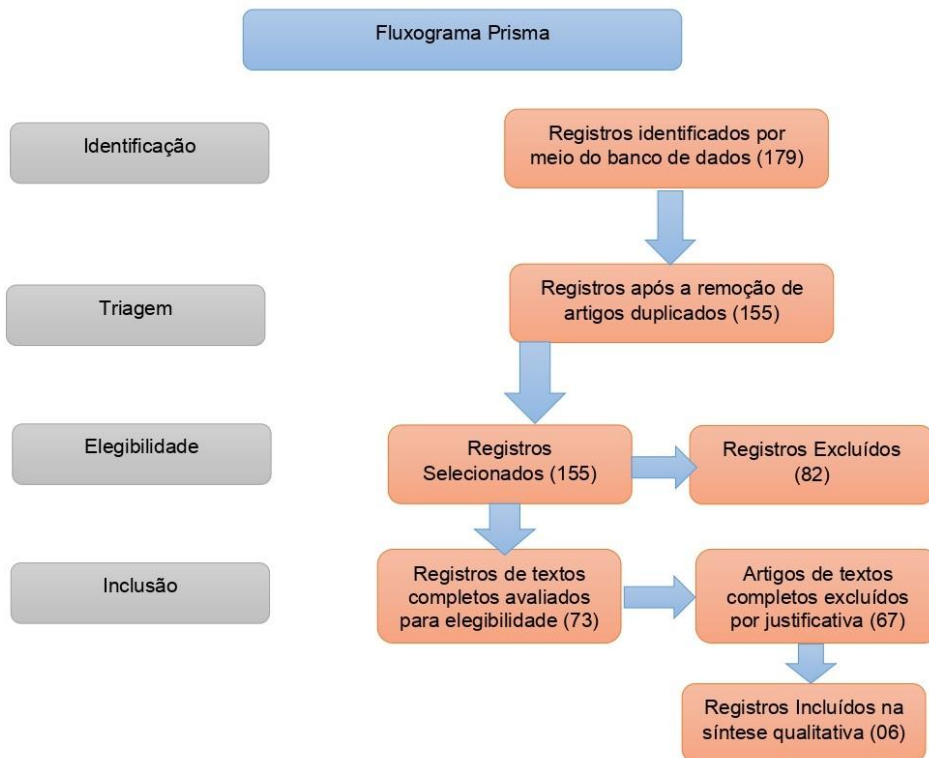 Fluxograma Prisma
Identificação
Registros identificados por
meio do banco de dados (179)
Triagem
Registros após a remoção de
artigos duplicados (155)
Elegibilidade
Registros
Selecionados (155)
Registros Excluídos
(82)
Inclusão
Registros de textos
completos avaliados
para elegibilidade (73)
Artigos de textos
completos excluídos
por justificativa (67)
Registros Incluídos na
síntese qualitativa (06)